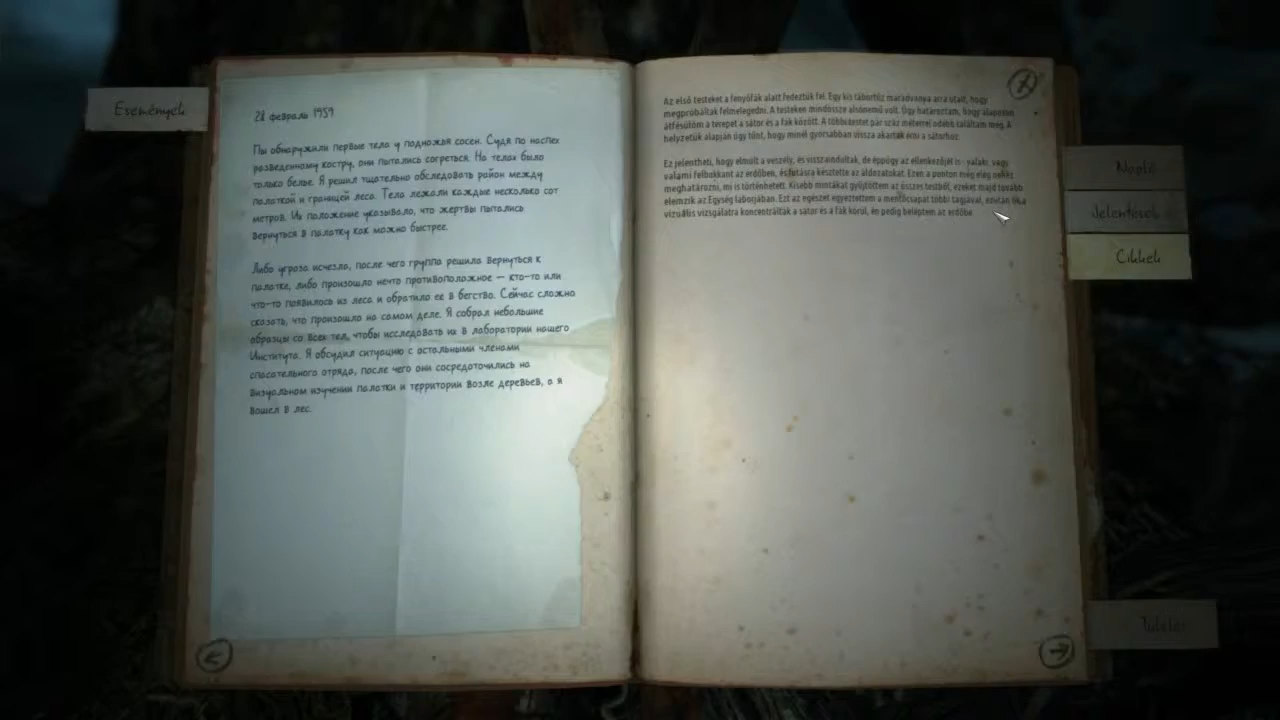 Események
28 февраль 1959
Мы обнаружили первые тела у подножья сосен. Судя по наспех
разведенному костру, они пытались согреться. На телах было
только белье. Я решил тщательно обследовать район между
палаткой и границей леса. Тела лежали каждые несколько сот
метров. Их положение указывало, что жертвы пытались
вернуться в палатку как можно быстрее.
Либо угроза исчезла, после чего группа решила вернуться к
палатке, либо произошло нечто противоположное – кто-то или
что-то появилось из леса и обратило ее в бегство. Сейчас сложно
сказать, что произошло на самом деле. Я собрал небольшие
образцы со всех тел, чтобы исследовать их в лаборатории нашего
Института. Я обсудил ситуацию с остальными членами
спасательного отряда, после чего они сосредоточились на
визуальном изучении палатки и территории возле деревьев, а я
вошел в лес.
Az első testeket a fenyőfák alatt fedeztük fel. Egy kis tábortűz maradványa arra utalt, hogy
megpróbáltak felmelegedni. A testeken mindössze alsónemű volt. Úgy határoztam, hogy alaposan
átfésülöm a terepet a sátor és a fák között. A többi testet pár száz méterrel odébb találtam meg. A
helyzetük alapján úgy tűnt, hogy minél gyorsabban vissza akartak érni a sátorhoz.
Ez jelentheti, hogy elmúlt a veszély, és visszaindultak, de éppúgy az ellenkezőjét is: valaki, vagy
valami felbukkant az erdőben, és futásra késztette az áldozatokat. Ezen a ponton még elég nehéz
meghatározni, mi is történhetett. Kisebb mintákat gyűjtöttem az összes testből, ezeket majd tovább
elemzik az Egység laborjában. Ezt az egészet egyeztettem a mentőcsapat többi tagjával, ezután ők a
vizuális vizsgálatra koncentráltak a sátor és a fák körül, én pedig beléptem az erdőbe
Napló
Jelentések
Cikkek